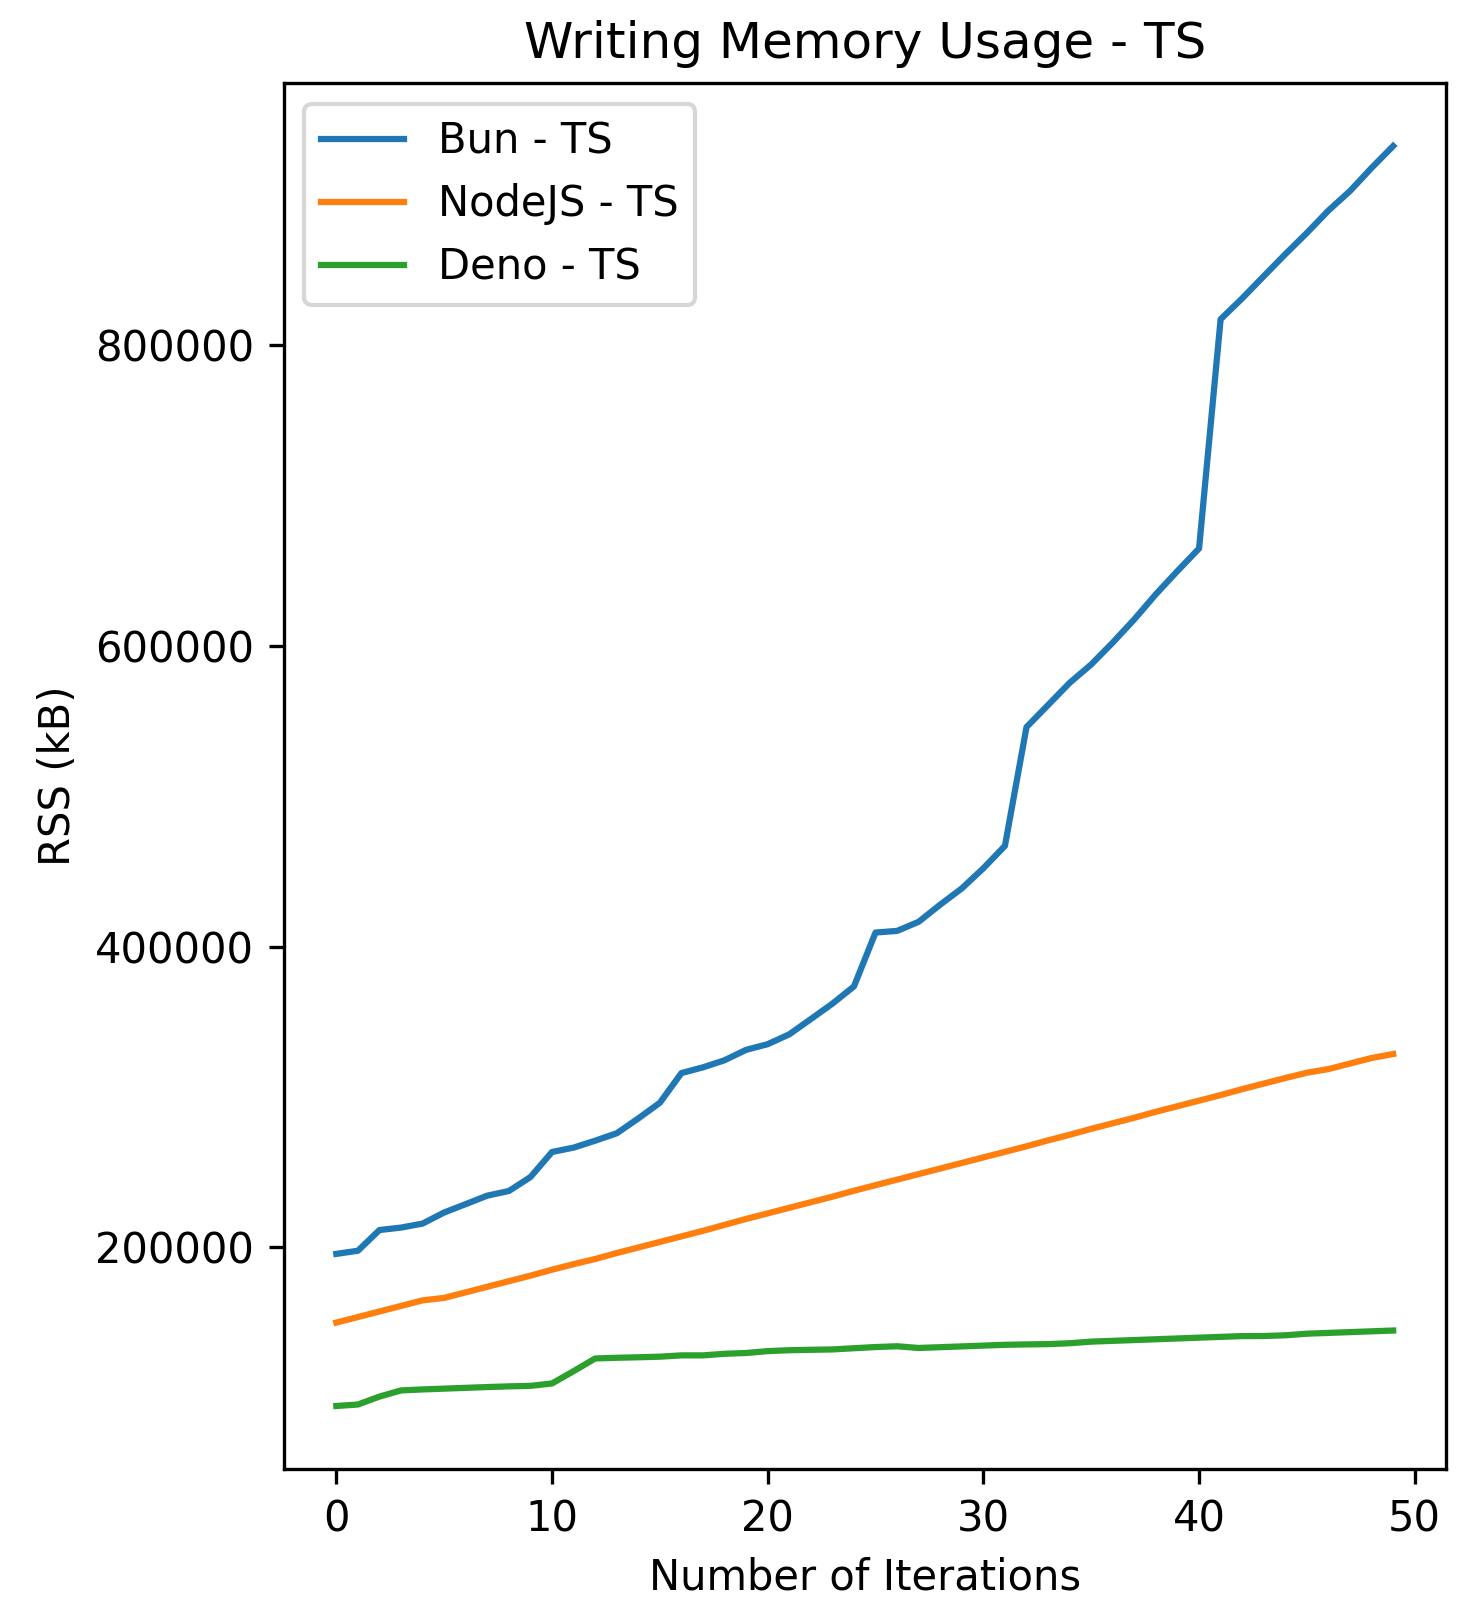 Writing Memory Usage - TS
Bun - TS
NodeJS - TS
Deno - TS
800000
600000
400000
200000
RSS (kB)
0 10 20 30 40 50
Number of Iterations